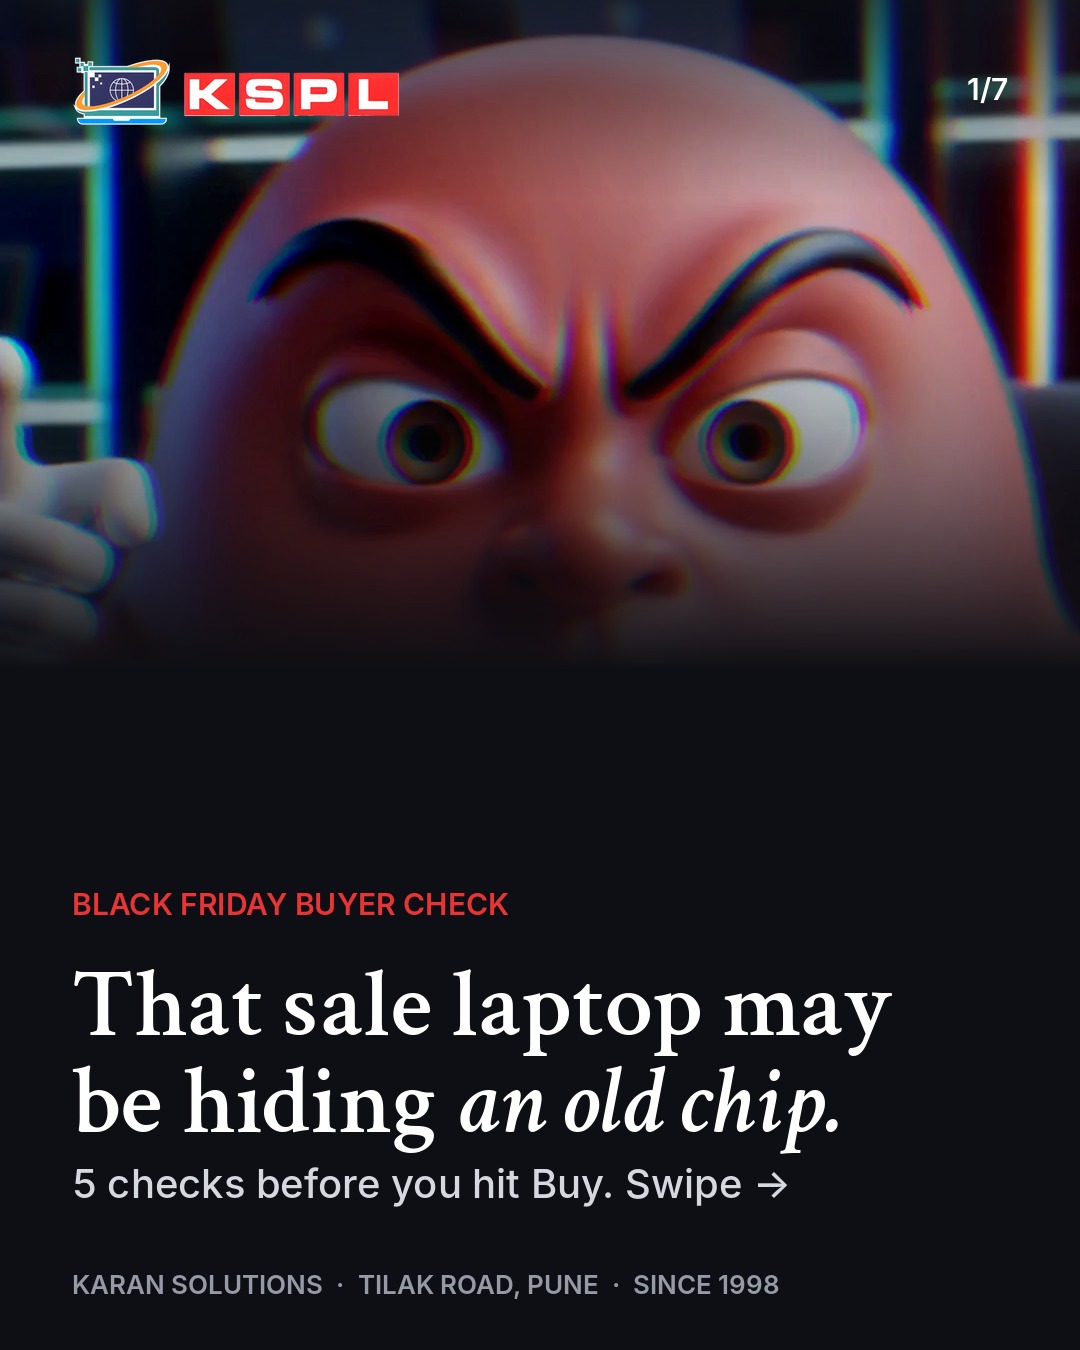 KSPL
1/7
BLACK FRIDAY BUYER CHECK
That sale laptop may
be hiding an old chip.
5 checks before you hit Buy. Swipe →
KARAN SOLUTIONS · TILAK ROAD, PUNE · SINCE 1998